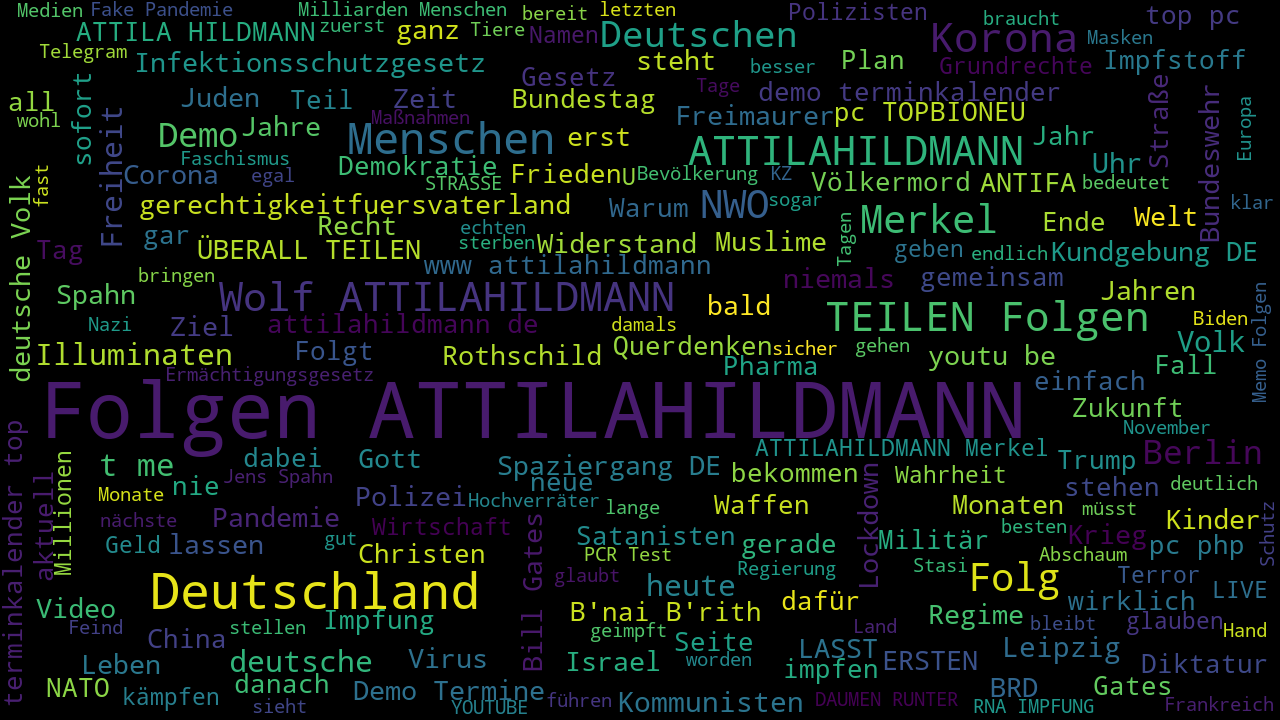 Medien
Fake Pandemie
Milliarden Menschen
bereit
letzten
Polizisten
braucht
top pc
ATTILA HILDMANN
zuerst
ganz
Tiere
Namen
Deutschen
Korona
Masken
Telegram
Infektionsschutzgesetz
steht
besser
Plan
Grundrechte
Impfstoff
Gesetz
Tage
all
sofort
Juden
Teil
Zeit
Bundestag
demo terminkalender
Straße
Bundeswehr
Europa
wohl
Freiheit
Maßnahmen
Freimaurer
pc TOPBIONEU
Demo
Jahre
Menschen
erst
ATTILAHILDMANN
Jahr
Faschismus
Demokratie
Uhr
fast
Corona
egal
STRASSE
Frieden
U
Bevölkerung
KZ
Völkermord
ANTIFA
bedeutet
deutsche Volk
gerechtigkeitfuersvaterland
Warum
NWO
sogar
Merkel
Ende
Welt
klar
gar
Recht
echten
Tagen
Tag
ÜBERALL TEILEN
sterben
Widerstand
Muslime
geben
endlich
Kundgebung DE
bringen
www attilahildmann
niemals
gemeinsam
Spahn
Wolf ATTILAHILDMANN
bald
TEILEN Folgen
Jahren
Memo Folgen
Nazi
Ziel
attilahildmann de
damals
Biden
Illuminaten
Folgt
Rothschild
Querdenken
sicher
gehen
youtu be
Volk
Pharma
Fall
Ermächtigungsgesetz
einfach
Folgen ATTILAHILDMANN
Zukunft
November
terminkalender top
aktuell
Millionen
t me
dabei
Gott
Spaziergang DE
ATTILAHILDMANN Merkel
Trump
Berlin
Monate
nie
Jens Spahn
neue
bekommen
Lockdown
Wahrheit
stehen
deutlich
Polizei
Hochverräter
lange
Waffen
Monaten
müsst
nächste
Pandemie
Wirtschaft
besten
Krieg
Kinder
Schutz
Geld
lassen
gut
Christen
Bill Gates
Satanisten
PCR Test
gerade
Militär
Abschaum
pc php
glaubt
Regierung
Stasi
Deutschland
heute
Folg
Terror
LIVE
Video
Impfung
B'nai B'rith
dafür
Regime
wirklich
Feind
stellen
geimpft
Land
bleibt
glauben
Hand
China
Seite
LASST
Leipzig
Leben
deutsche
Virus
Israel
worden
impfen
ERSTEN
Diktatur
NATO
kämpfen
danach
Demo Termine
BRD
Gates
sieht
YOUTUBE
führen
Kommunisten
DAUMEN RUNTER
RNA IMPFUNG
Frankreich